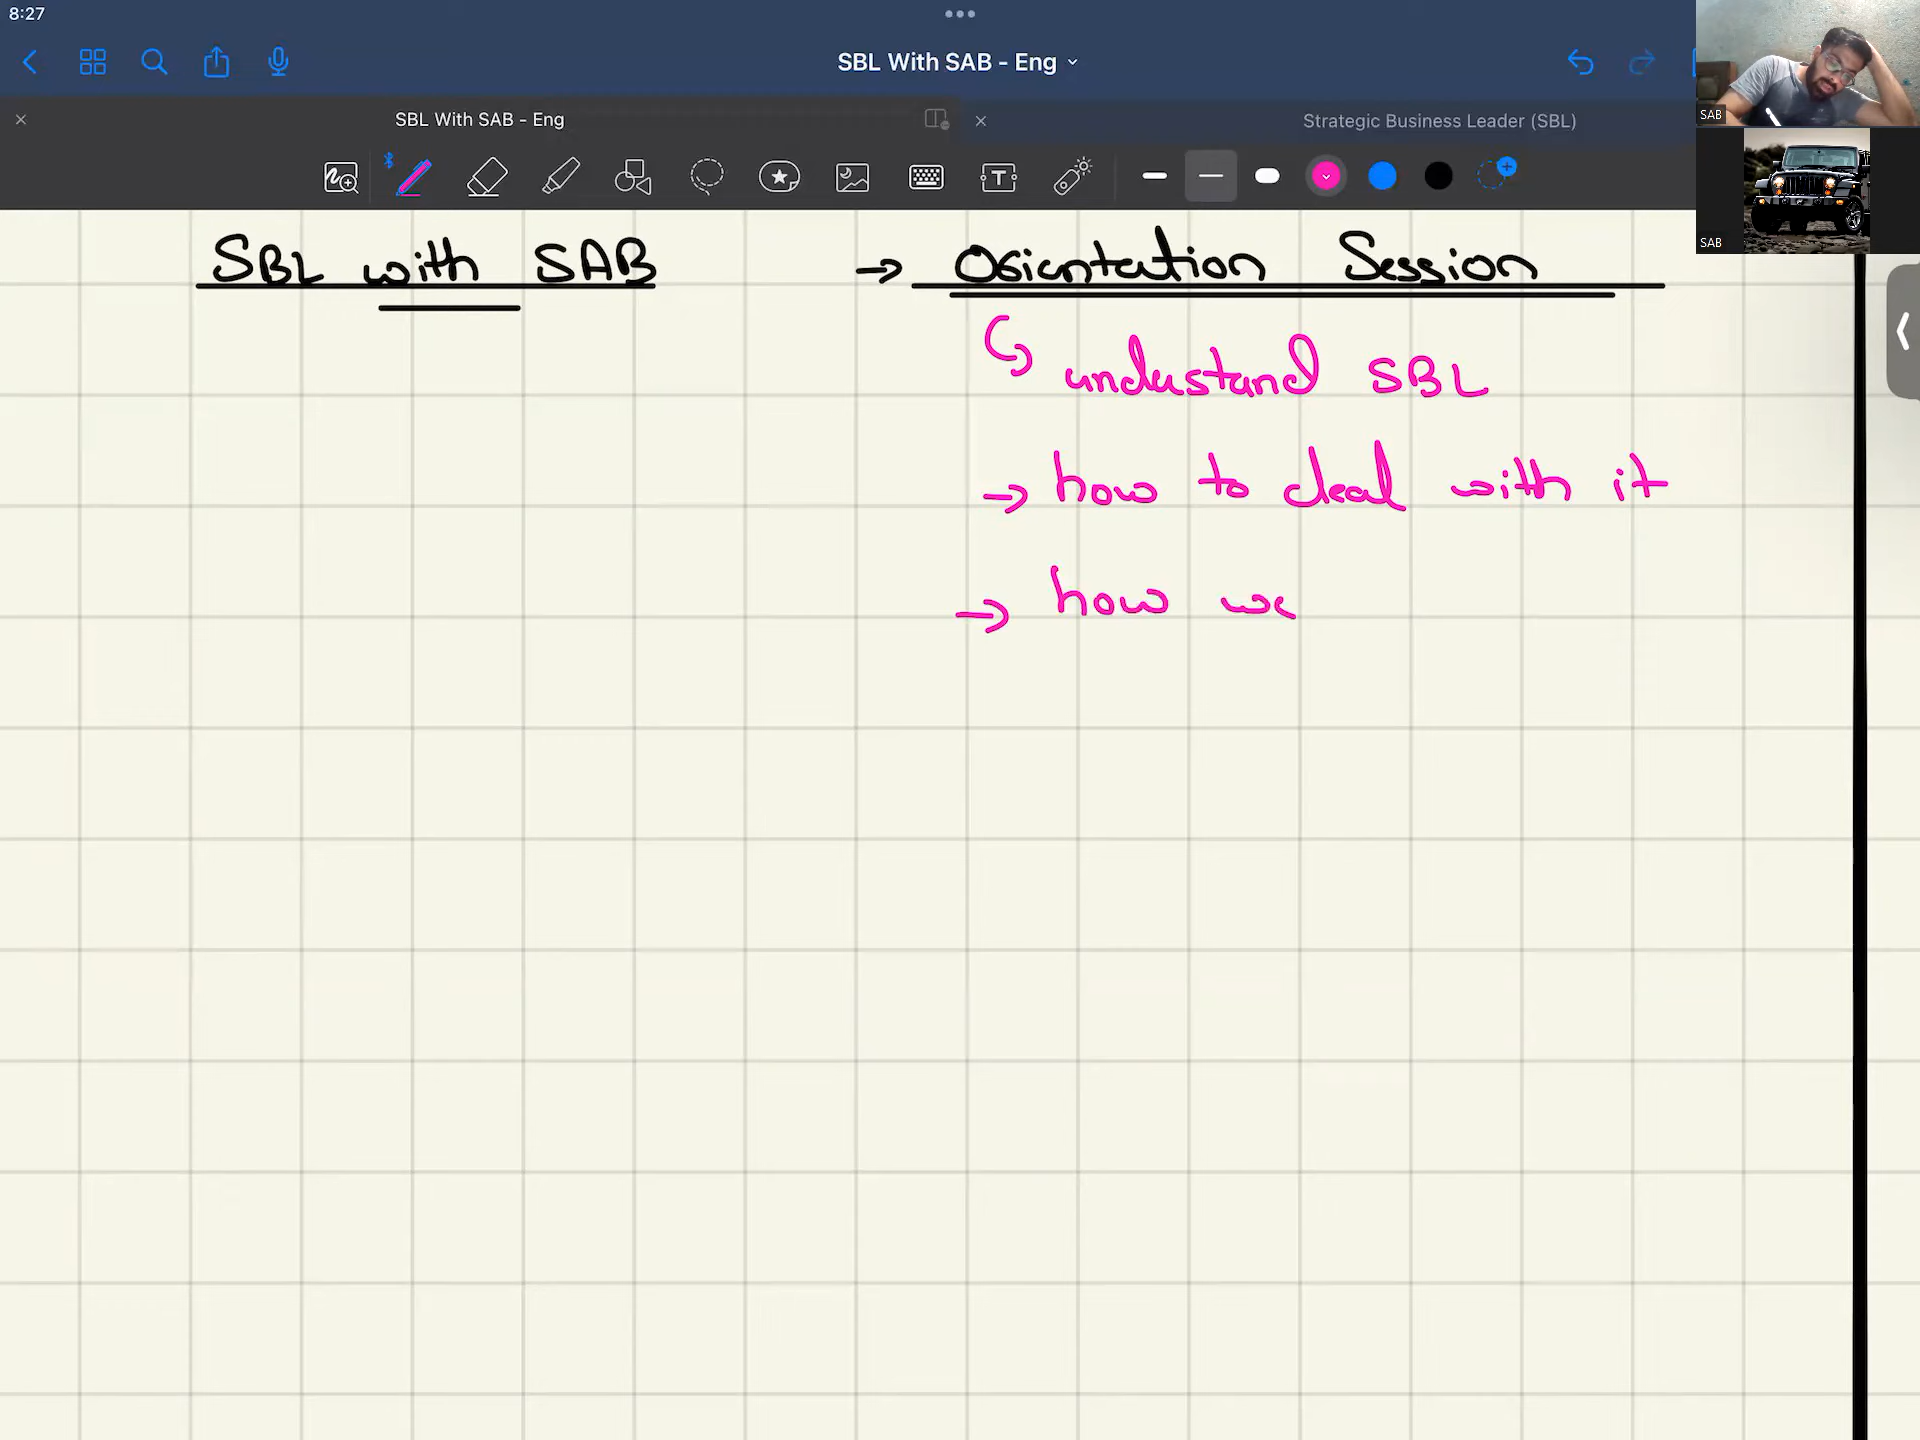 8:27
SBL With SAB - Eng
SBL With SAB - Eng
Strategic Business Leader (SBL)
SAB
SAB
SBL with SAB → Orientation Session
understand SBL
→ how to deal with it
→ how we